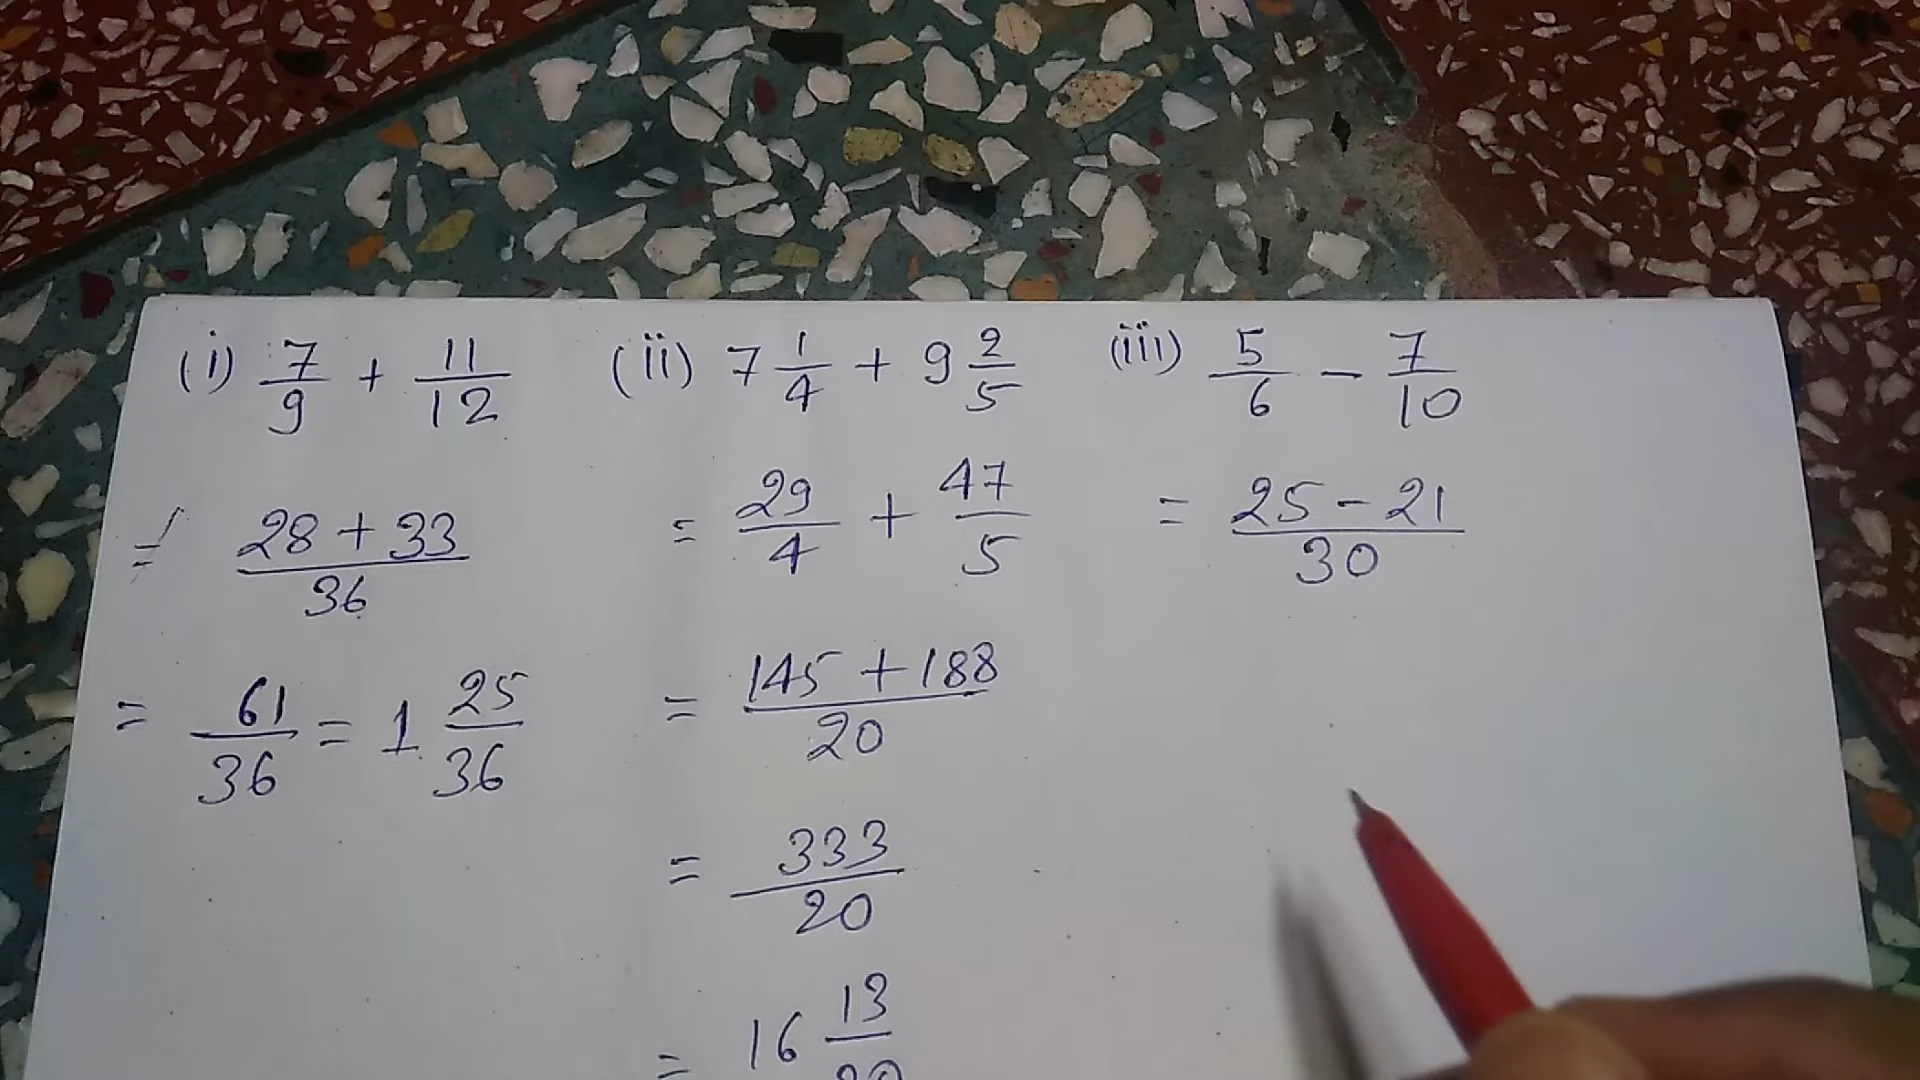 (i) 7/9 + 11/12
= 28 + 33/36
= 61/36 = 1 25/36
(ii) 7 1/4 + 9 2/5
= 29/4 + 47/5
= 145 + 188/20
= 333/20
= 16 13/20
(iii) 5/6 - 7/10
= 25 - 21/30